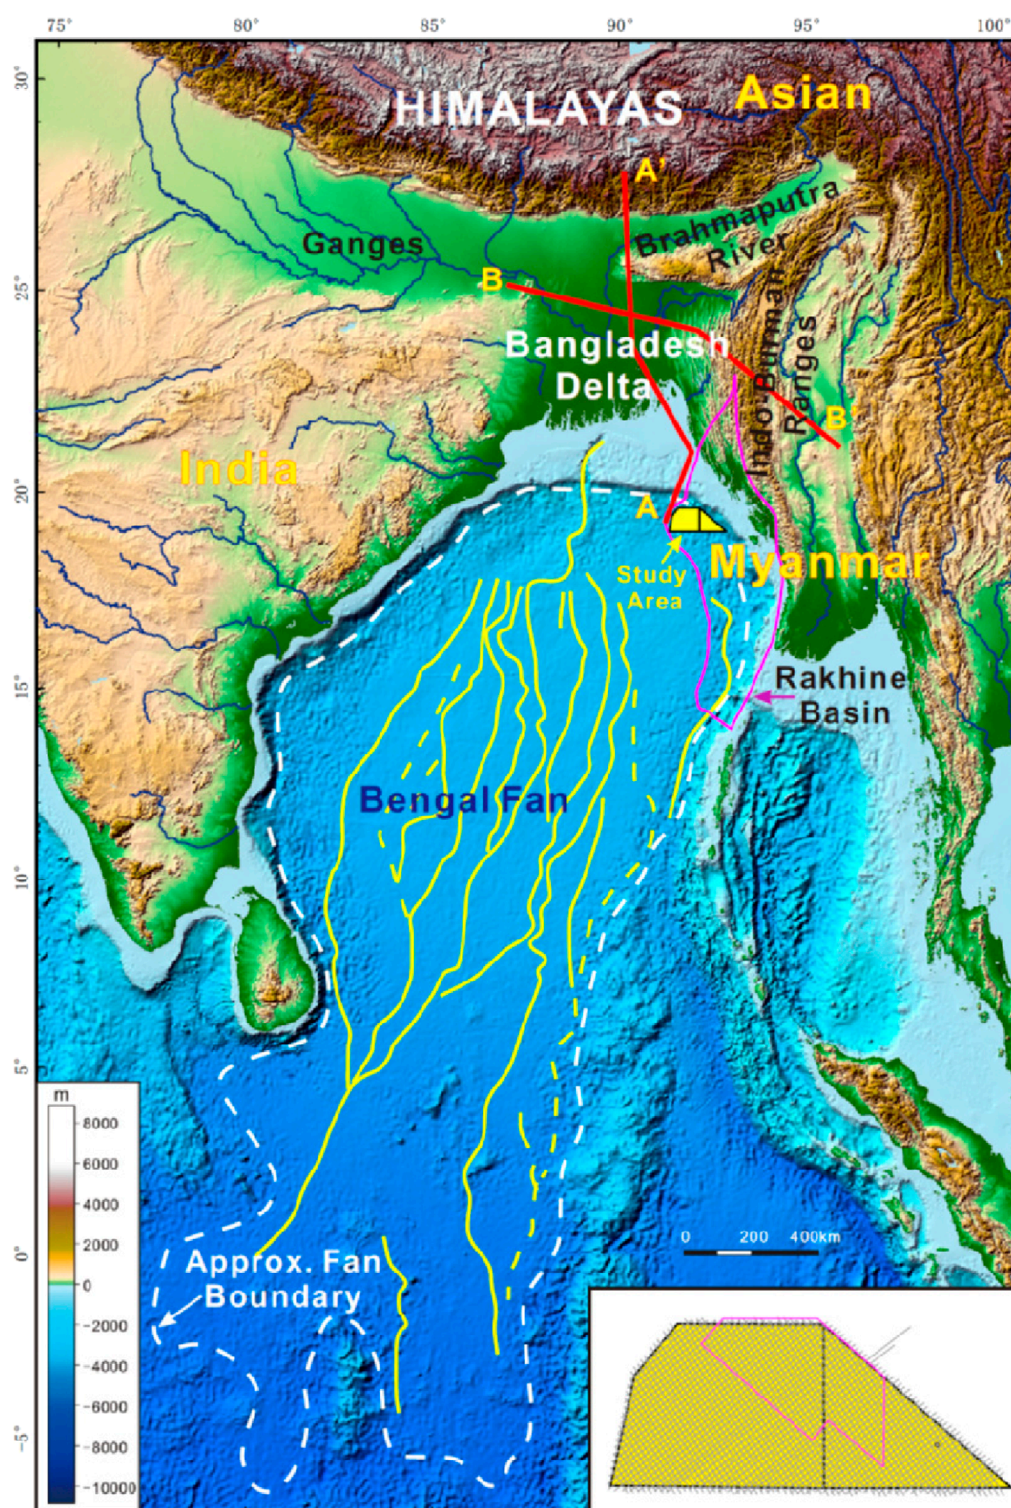 75°
80°
85°
90°
95°
100°
30°
HIMALAYAS
Asian
A'
Ganges
Brahmaputra
River
25°
B
Bangladesh
Delta
Indo-Burman
Ranges
B'
India
20°
A
Study
Area
Myanmar
15°
Rakhine
Basin
Bengal Fan
10°
5°
m
8000
6000
4000
2000
0
-2000
-4000
-6000
-8000
-10000
0°
0 200 400km
Approx. Fan
Boundary
-5°